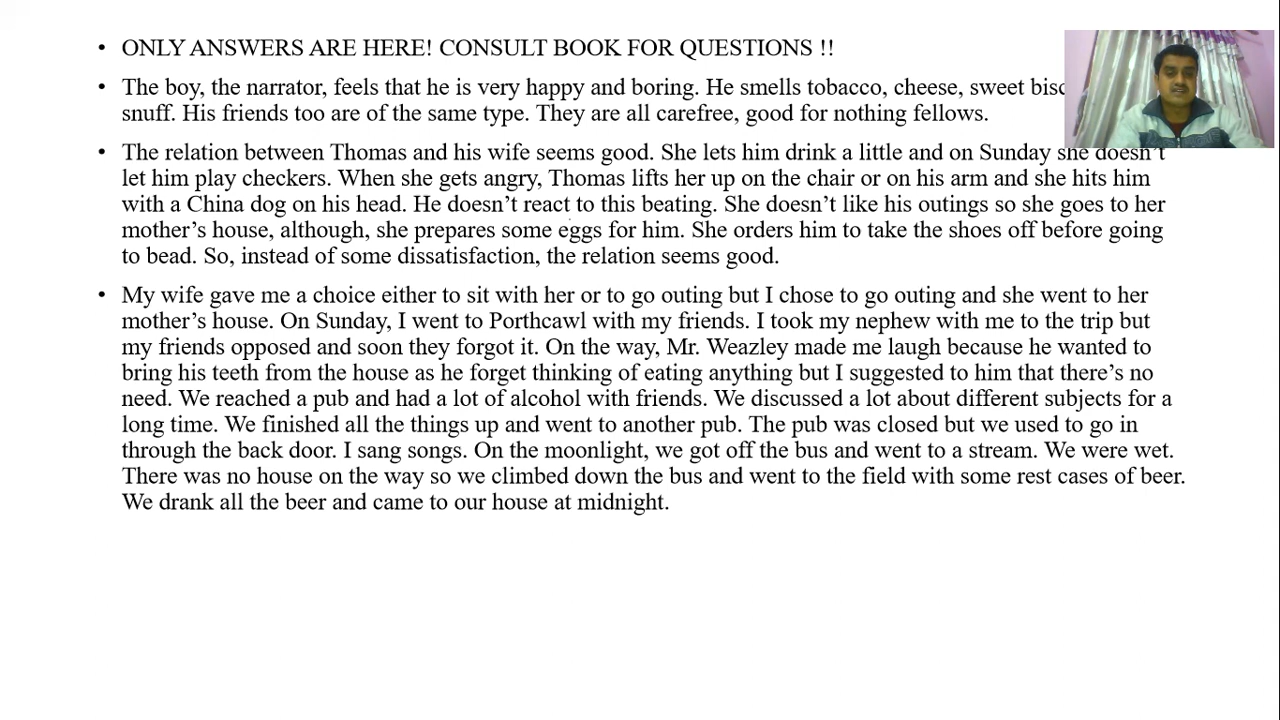 • ONLY ANSWERS ARE HERE! CONSULT BOOK FOR QUESTIONS !!
• The boy, the narrator, feels that he is very happy and boring. He smells tobacco, cheese, sweet
snuff. His friends too are of the same type. They are all carefree, good for nothing fellows.
• The relation between Thomas and his wife seems good. She lets him drink a little and on Sunday she doesn’t
let him play checkers. When she gets angry, Thomas lifts her up on the chair or on his arm and she hits him
with a China dog on his head. He doesn’t react to this beating. She doesn’t like his outings so she goes to her
mother’s house, although, she prepares some eggs for him. She orders him to take the shoes off before going
to bead. So, instead of some dissatisfaction, the relation seems good.
• My wife gave me a choice either to sit with her or to go outing but I chose to go outing and she went to her
mother’s house. On Sunday, I went to Porthcawl with my friends. I took my nephew with me to the trip but
my friends opposed and soon they forgot it. On the way, Mr. Weazley made me laugh because he wanted to
bring his teeth from the house as he forget thinking of eating anything but I suggested to him that there’s no
need. We reached a pub and had a lot of alcohol with friends. We discussed a lot about different subjects for a
long time. We finished all the things up and went to another pub. The pub was closed but we used to go in
through the back door. I sang songs. On the moonlight, we got off the bus and went to a stream. We were wet.
There was no house on the way so we climbed down the bus and went to the field with some rest cases of beer.
We drank all the beer and came to our house at midnight.